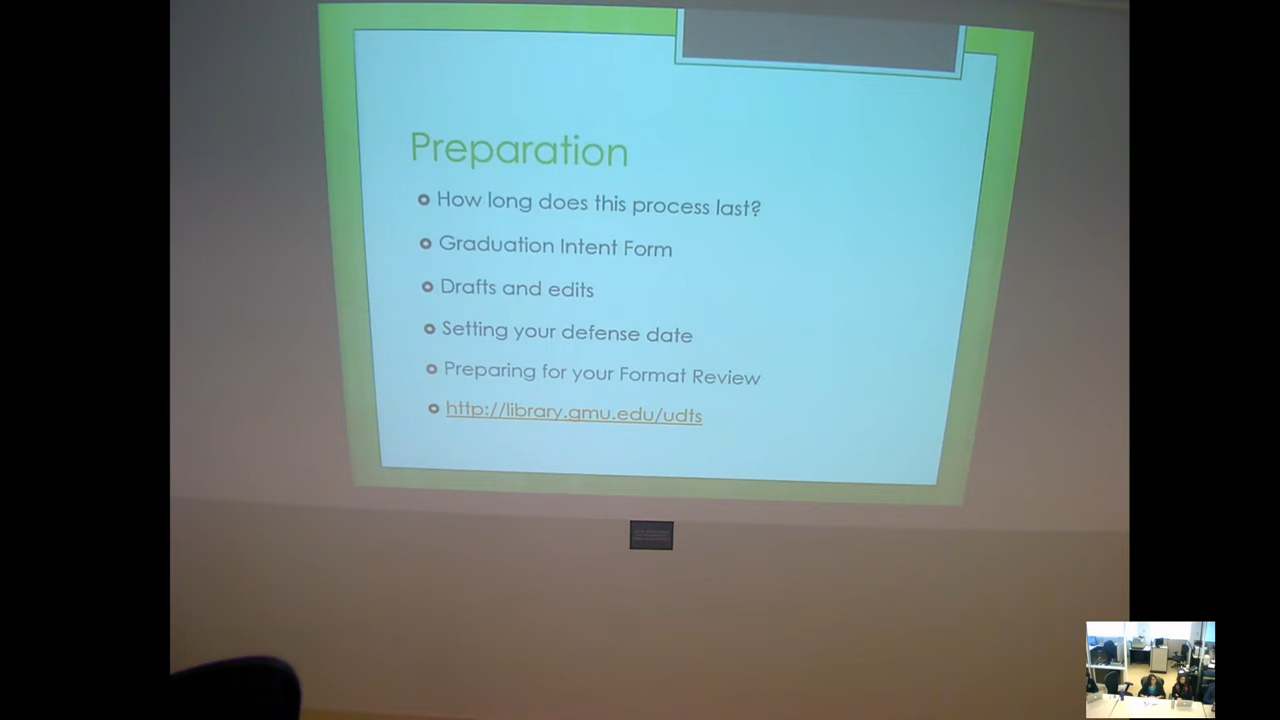 Preparation
How long does this process last?
Graduation Intent Form
Drafts and edits
Setting your defense date
Preparing for your Format Review
http://library.gmu.edu/udts